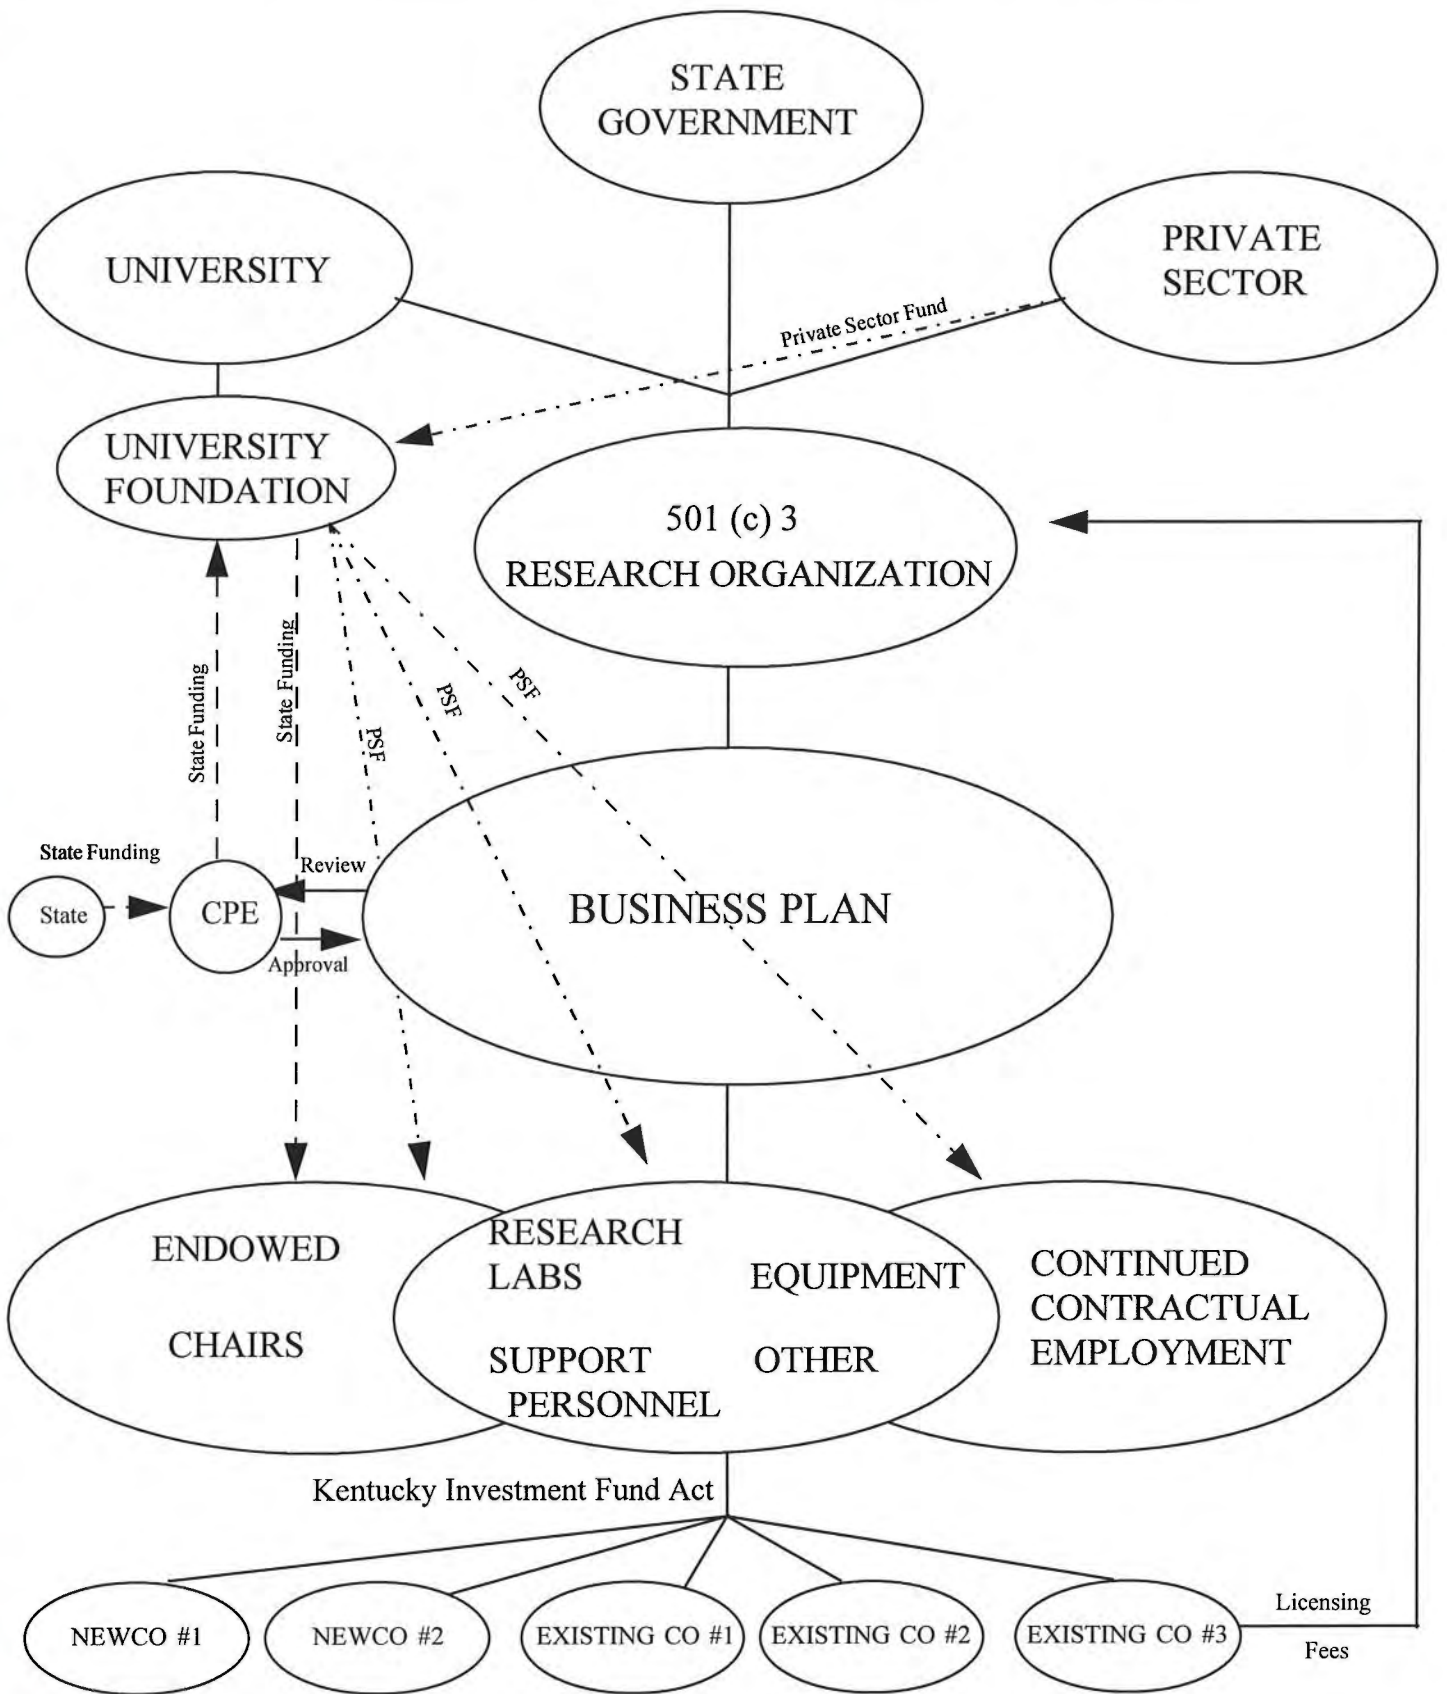 STATE
GOVERNMENT
UNIVERSITY
PRIVATE
SECTOR
Private Sector Fund
UNIVERSITY
FOUNDATION
501 (c) 3
RESEARCH ORGANIZATION
State Funding
State Funding
PSF
PSF
PSF
State Funding
State
CPE
Review
Approval
BUSINESS PLAN
ENDOWED
CHAIRS
RESEARCH
LABS
EQUIPMENT
SUPPORT
PERSONNEL
OTHER
CONTINUED
CONTRACTUAL
EMPLOYMENT
Kentucky Investment Fund Act
NEWCO #1
NEWCO #2
EXISTING CO #1
EXISTING CO #2
EXISTING CO #3
Licensing
Fees